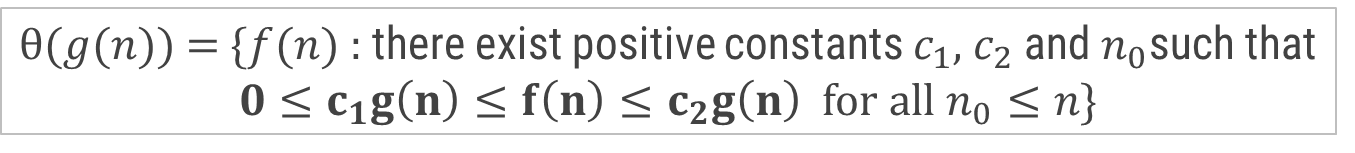 θ(g(n)) = {f(n) : there exist positive constants c₁, c₂ and n₀ such that
0 ≤ c₁g(n) ≤ f(n) ≤ c₂g(n) for all n₀ ≤ n}